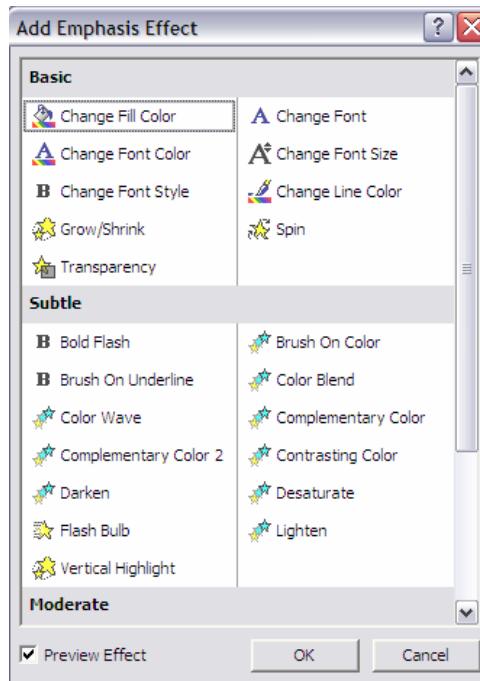 Add Emphasis Effect
Basic
Change Fill Color
Change Font
Change Font Color
Change Font Size
Change Font Style
Change Line Color
Grow/Shrink
Spin
Transparency
Subtle
Bold Flash
Brush On Color
Brush On Underline
Color Blend
Color Wave
Complementary Color
Complementary Color 2
Contrasting Color
Darken
Desaturate
Flash Bulb
Lighten
Vertical Highlight
Moderate
Preview Effect
OK
Cancel